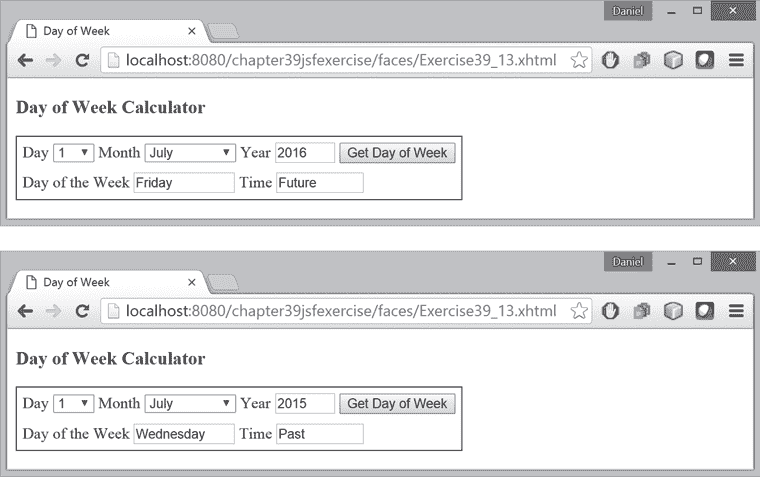 Daniel
Day of Week
localhost:8080/chapter39jsfexercise/faces/Exercise39_13.xhtml
Day of Week Calculator
Day 1 Month July Year 2016 Get Day of Week
Day of the Week Friday Time Future
Daniel
Day of Week
localhost:8080/chapter39jsfexercise/faces/Exercise39_13.xhtml
Day of Week Calculator
Day 1 Month July Year 2015 Get Day of Week
Day of the Week Wednesday Time Past